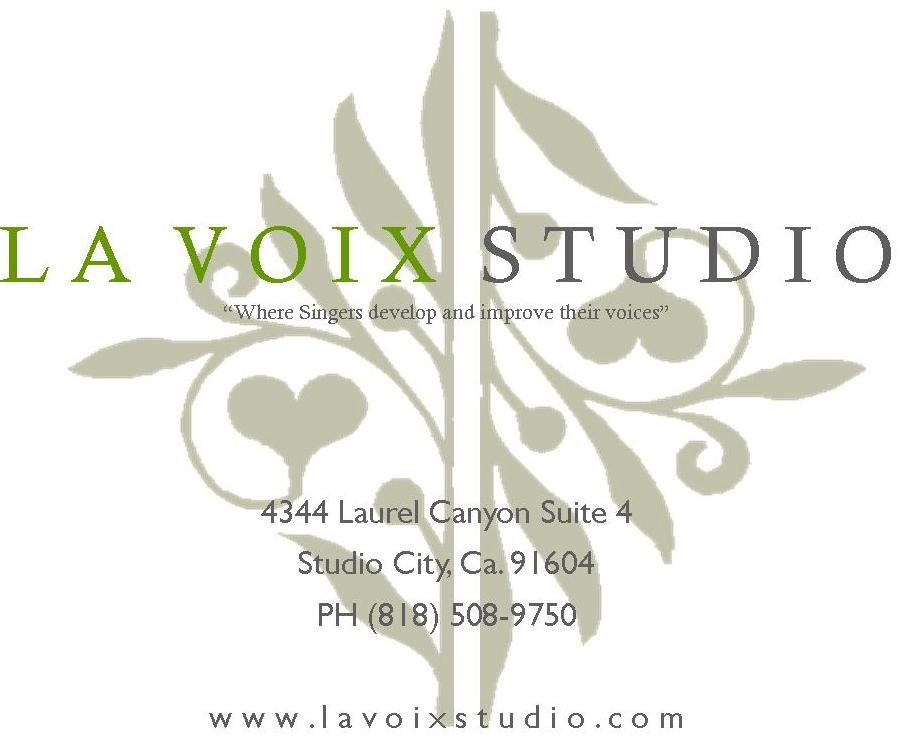 LA VOIX STUDIO
“Where Singers develop and improve their voices”
4344 Laurel Canyon Suite 4
Studio City, Ca. 91604
PH (818) 508-9750
www.lavoixstudio.com